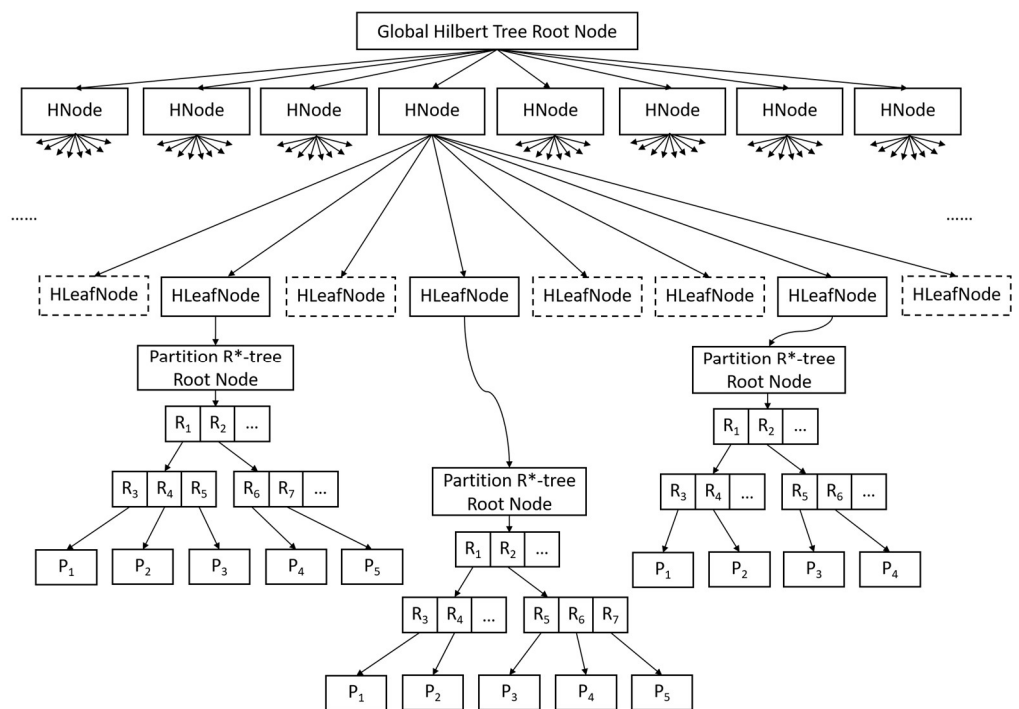 Global Hilbert Tree Root Node
HNode HNode HNode HNode HNode HNode HNode HNode
...... ......
HLeafNode HLeafNode HLeafNode HLeafNode HLeafNode HLeafNode HLeafNode HLeafNode
Partition R*-tree
Root Node
R₁ R₂ ...
R₃ R₄ R₅ R₆ R₇ ...
P₁ P₂ P₃ P₄ P₅
Partition R*-tree
Root Node
R₁ R₂ ...
R₃ R₄ ... R₅ R₆ R₇
P₁ P₂ P₃ P₄ P₅
Partition R*-tree
Root Node
R₁ R₂ ...
R₃ R₄ ... R₅ R₆ ...
P₁ P₂ P₃ P₄